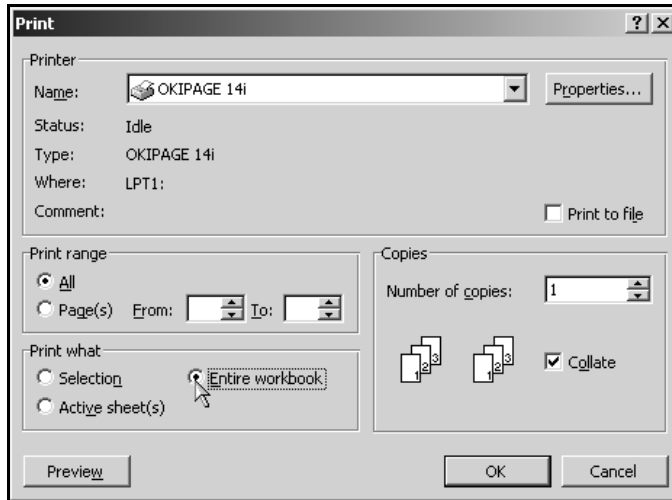 Print
Printer
Name: OKIPAGE 14i Properties...
Status: Idle
Type: OKIPAGE 14i
Where: LPT1:
Comment: Print to file
Print range
All
Page(s) From: To:
Print what
Selection Entire workbook
Active sheet(s)
Copies
Number of copies: 1
1 2 3 1 2 3 Collate
Preview OK Cancel